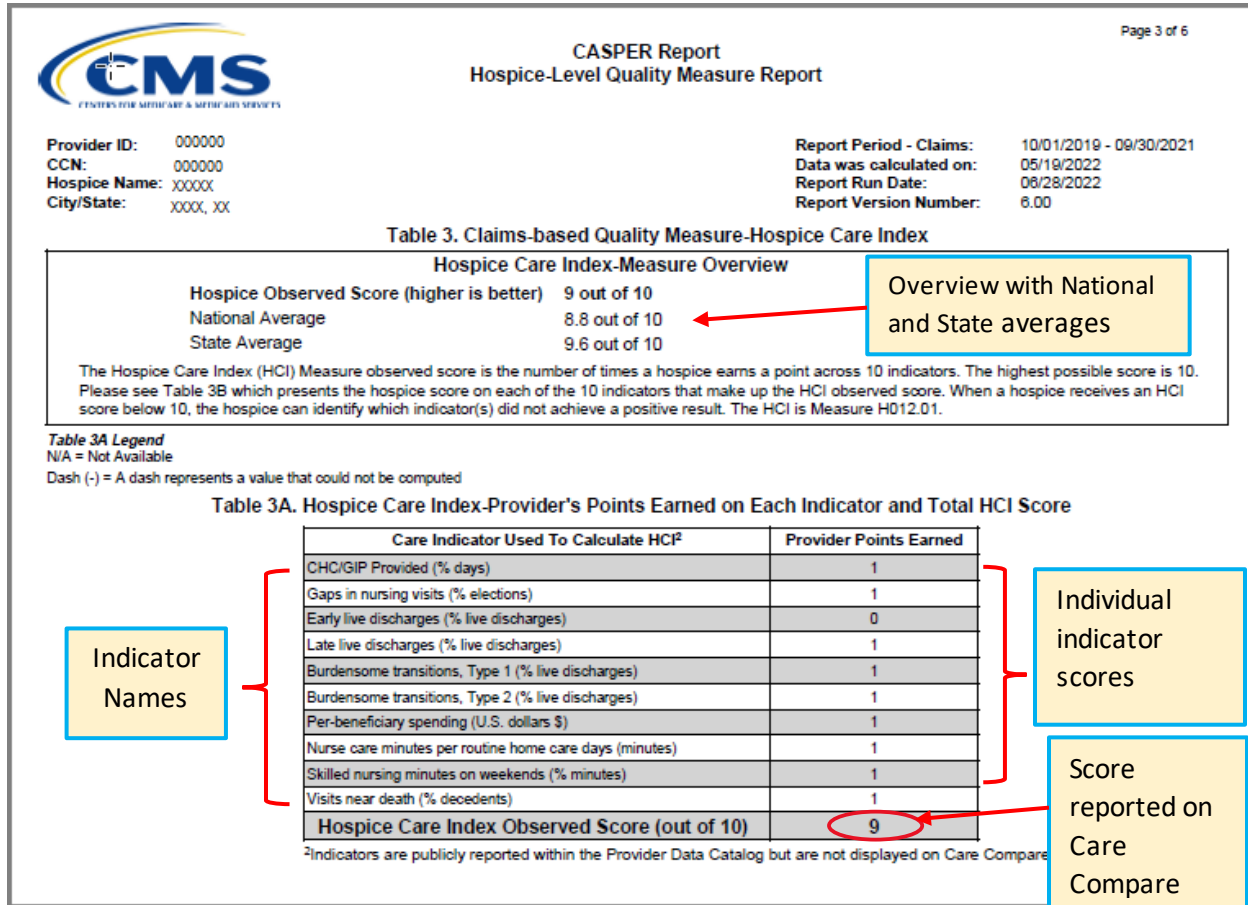 Page 3 of 6
CMS
CENTERS FOR MEDICARE & MEDICAID SERVICES
CASPER Report
Hospice-Level Quality Measure Report
Provider ID: 000000
CCN: 000000
Hospice Name: XXXXX
City/State: XXXX, XX
Report Period - Claims: 10/01/2019 - 09/30/2021
Data was calculated on: 05/19/2022
Report Run Date: 06/28/2022
Report Version Number: 6.00
Table 3. Claims-based Quality Measure-Hospice Care Index
Hospice Care Index-Measure Overview
Hospice Observed Score (higher is better) 9 out of 10
National Average 8.8 out of 10
State Average 9.6 out of 10
Overview with National
and State averages
The Hospice Care Index (HCI) Measure observed score is the number of times a hospice earns a point across 10 indicators. The highest possible score is 10.
Please see Table 3B which presents the hospice score on each of the 10 indicators that make up the HCI observed score. When a hospice receives an HCI
score below 10, the hospice can identify which indicator(s) did not achieve a positive result. The HCI is Measure H012.01.
Table 3A Legend
N/A = Not Available
Dash (-) = A dash represents a value that could not be computed
Table 3A. Hospice Care Index-Provider's Points Earned on Each Indicator and Total HCI Score
Care Indicator Used To Calculate HCI² Provider Points Earned
CHC/GIP Provided (% days) 1
Gaps in nursing visits (% elections) 1
Early live discharges (% live discharges) 0
Late live discharges (% live discharges) 1
Burdensome transitions, Type 1 (% live discharges) 1
Burdensome transitions, Type 2 (% live discharges) 1
Per-beneficiary spending (U.S. dollars $) 1
Nurse care minutes per routine home care days (minutes) 1
Skilled nursing minutes on weekends (% minutes) 1
Visits near death (% decedents) 1
Hospice Care Index Observed Score (out of 10) 9
²Indicators are publicly reported within the Provider Data Catalog but are not displayed on Care Compare
Indicator
Names
Individual
indicator
scores
Score
reported on
Care
Compare